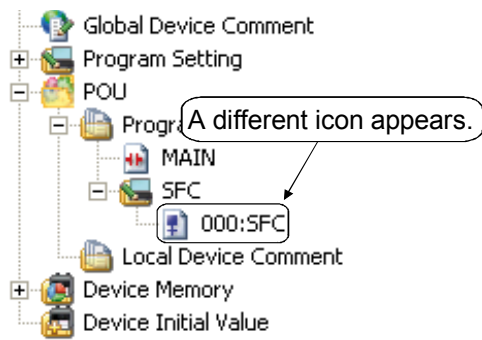 Global Device Comment
Program Setting
POU
Progra
A different icon appears.
MAIN
SFC
000:SFC
Local Device Comment
Device Memory
Device Initial Value